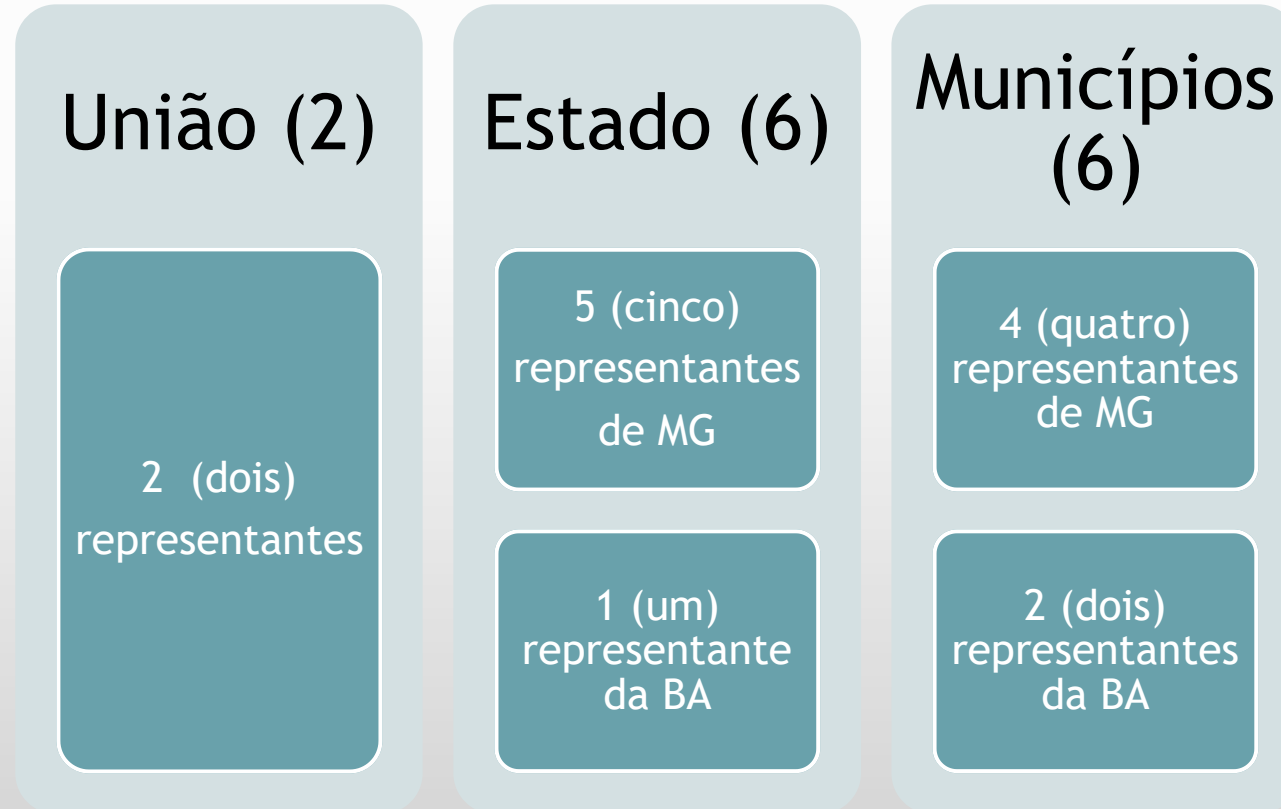 União (2)
2 (dois)
representantes
Estado (6)
5 (cinco)
representantes
de MG
1 (um)
representante
da BA
Municípios
(6)
4 (quatro)
representantes
de MG
2 (dois)
representantes
da BA